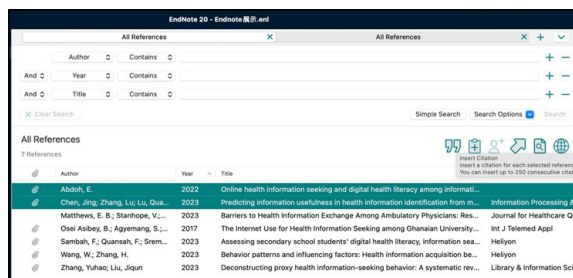 EndNote 20 - Endnote展示.enl
All References × All References × +
Author Contains + −
And Year Contains + −
And Title Contains + −
× Clear Search Simple Search Search Options Search
All References
7 References
Insert Citation
Insert a citation for each selected referenc
You can insert up to 250 consecutive citat
Author Year Title
Abdoh, E. 2022 Online health information seeking and digital health literacy among informati...
Chen, Jing; Zhang, Lu; Lu, Qua... 2023 Predicting information usefulness in health information identification from m... Information Processing &
Matthews, E. B.; Stanhope, V.;... 2023 Barriers to Health Information Exchange Among Ambulatory Physicians: Res... Journal for Healthcare Q
Osei Asibey, B.; Agyemang, S.;... 2017 The Internet Use for Health Information Seeking among Ghanaian University... Int J Telemed Appl
Sambah, F.; Quansah, F.; Srem... 2023 Assessing secondary school students' digital health literacy, information sea... Heliyon
Wang, W.; Zhang, H. 2023 Behavior patterns and influencing factors: Health information acquisition be... Heliyon
Zhang, Yuhao; Liu, Jiqun 2023 Deconstructing proxy health information-seeking behavior: A systematic rev... Library & Information Sci